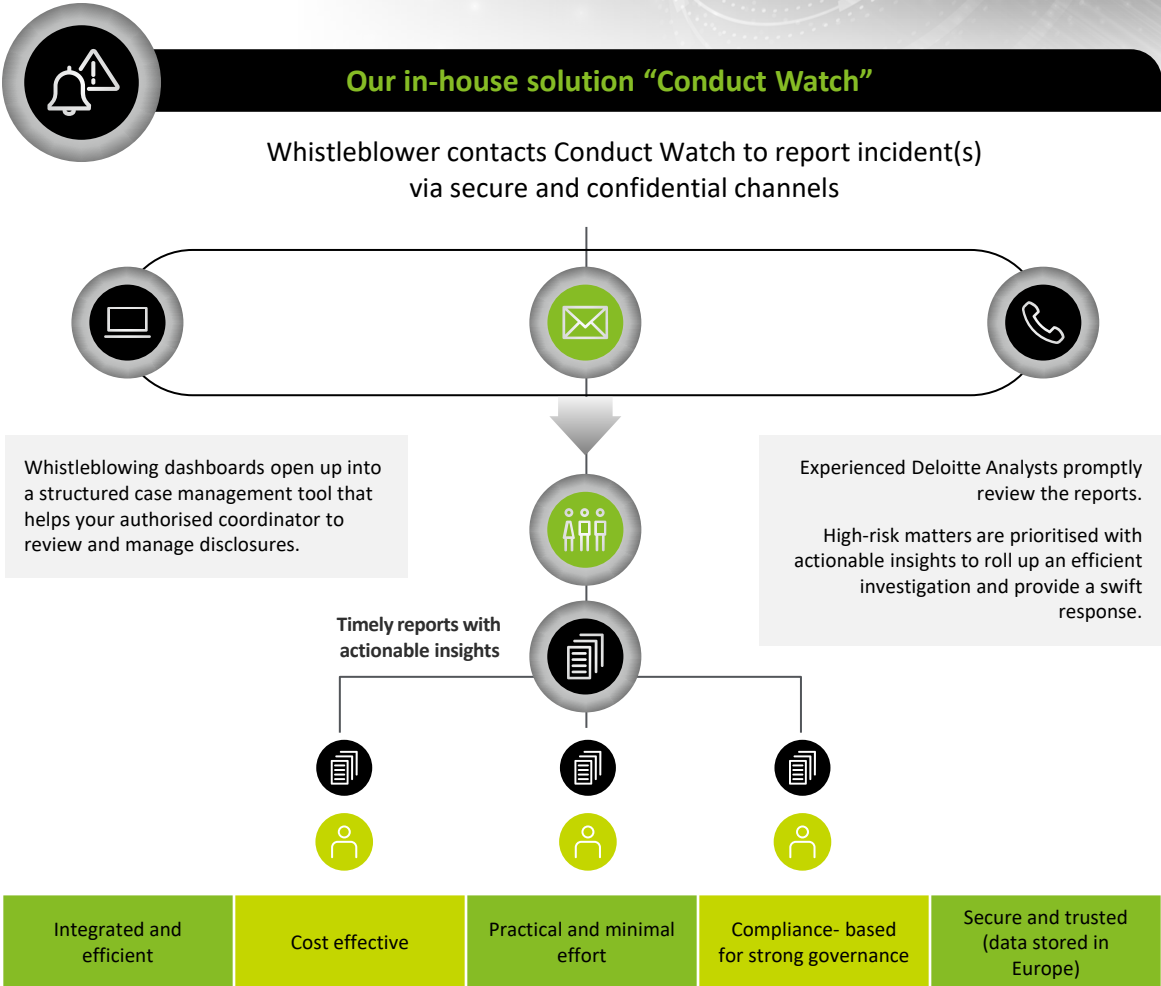 Our in-house solution “Conduct Watch”
Whistleblower contacts Conduct Watch to report incident(s)
via secure and confidential channels
Whistleblowing dashboards open up into
a structured case management tool that
helps your authorised coordinator to
review and manage disclosures.
Experienced Deloitte Analysts promptly
review the reports.
High-risk matters are prioritised with
actionable insights to roll up an efficient
investigation and provide a swift
response.
Timely reports with
actionable insights
Integrated and
efficient
Cost effective
Practical and minimal
effort
Compliance- based
for strong governance
Secure and trusted
(data stored in
Europe)